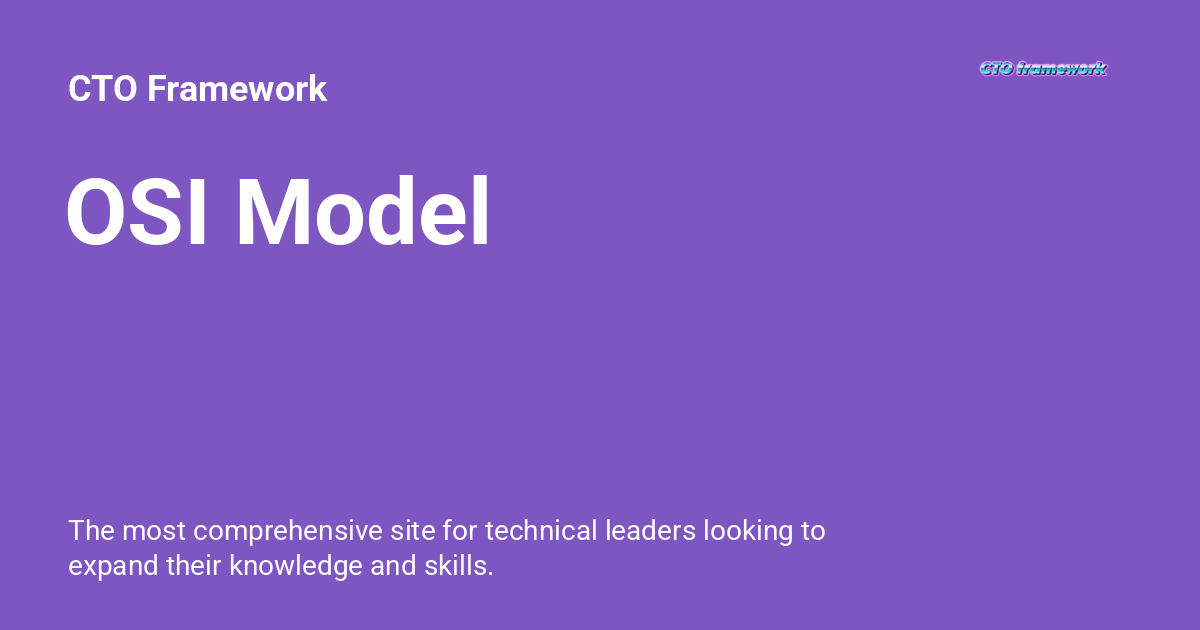 CTO Framework
CTO framework
OSI Model
The most comprehensive site for technical leaders looking to
expand their knowledge and skills.